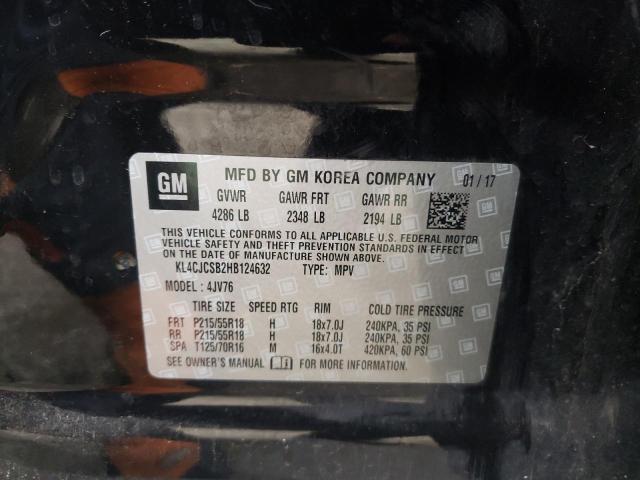 GM MFD BY GM KOREA COMPANY 01/17
GVWR GAWR FRT GAWR RR
4286 LB 2348 LB 2194 LB
THIS VEHICLE CONFORMS TO ALL APPLICABLE U.S. FEDERAL MOTOR
VEHICLE SAFETY AND THEFT PREVENTION STANDARDS IN EFFECT
ON THE DATE OF MANUFACTURE SHOWN ABOVE.
KL4CJCSB2HB124632 TYPE: MPV
MODEL : 4JV76
TIRE SIZE SPEED RTG RIM COLD TIRE PRESSURE
FRT P215/55R18 H 18x7.0J 240KPA, 35 PSI
RR P215/55R18 H 18x7.0J 240KPA, 35 PSI
SPA T125/70R16 M 16x4.0T 420KPA, 60 PSI
SEE OWNER'S MANUAL FOR MORE INFORMATION.